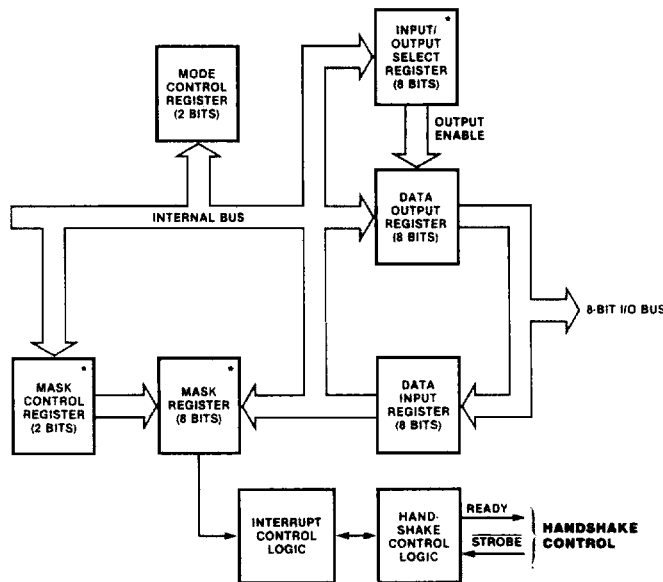 MODE
CONTROL
REGISTER
(2 BITS)
INPUT/ *
OUTPUT
SELECT
REGISTER
(8 BITS)
OUTPUT
ENABLE
INTERNAL BUS
DATA
OUTPUT
REGISTER
(8 BITS)
8-BIT I/O BUS
*
MASK
CONTROL
REGISTER
(2 BITS)
*
MASK
REGISTER
(8 BITS)
DATA
INPUT
REGISTER
(8 BITS)
INTERRUPT
CONTROL
LOGIC
HAND-
SHAKE
CONTROL
LOGIC
READY
STROBE
HANDSHAKE
CONTROL